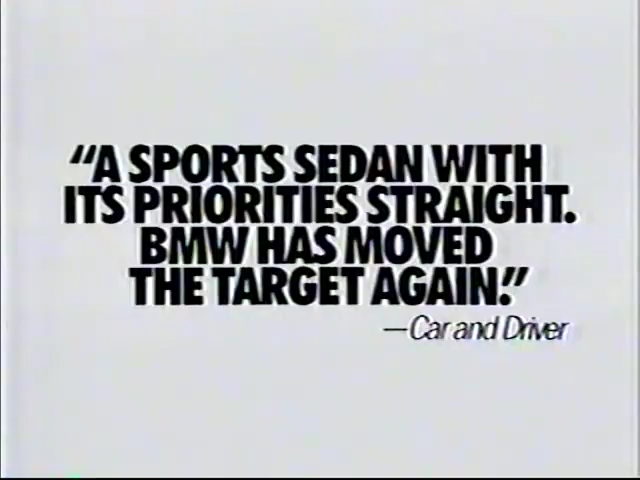 “A SPORTS SEDAN WITH
ITS PRIORITIES STRAIGHT.
BMW HAS MOVED
THE TARGET AGAIN.”
—Car and Driver